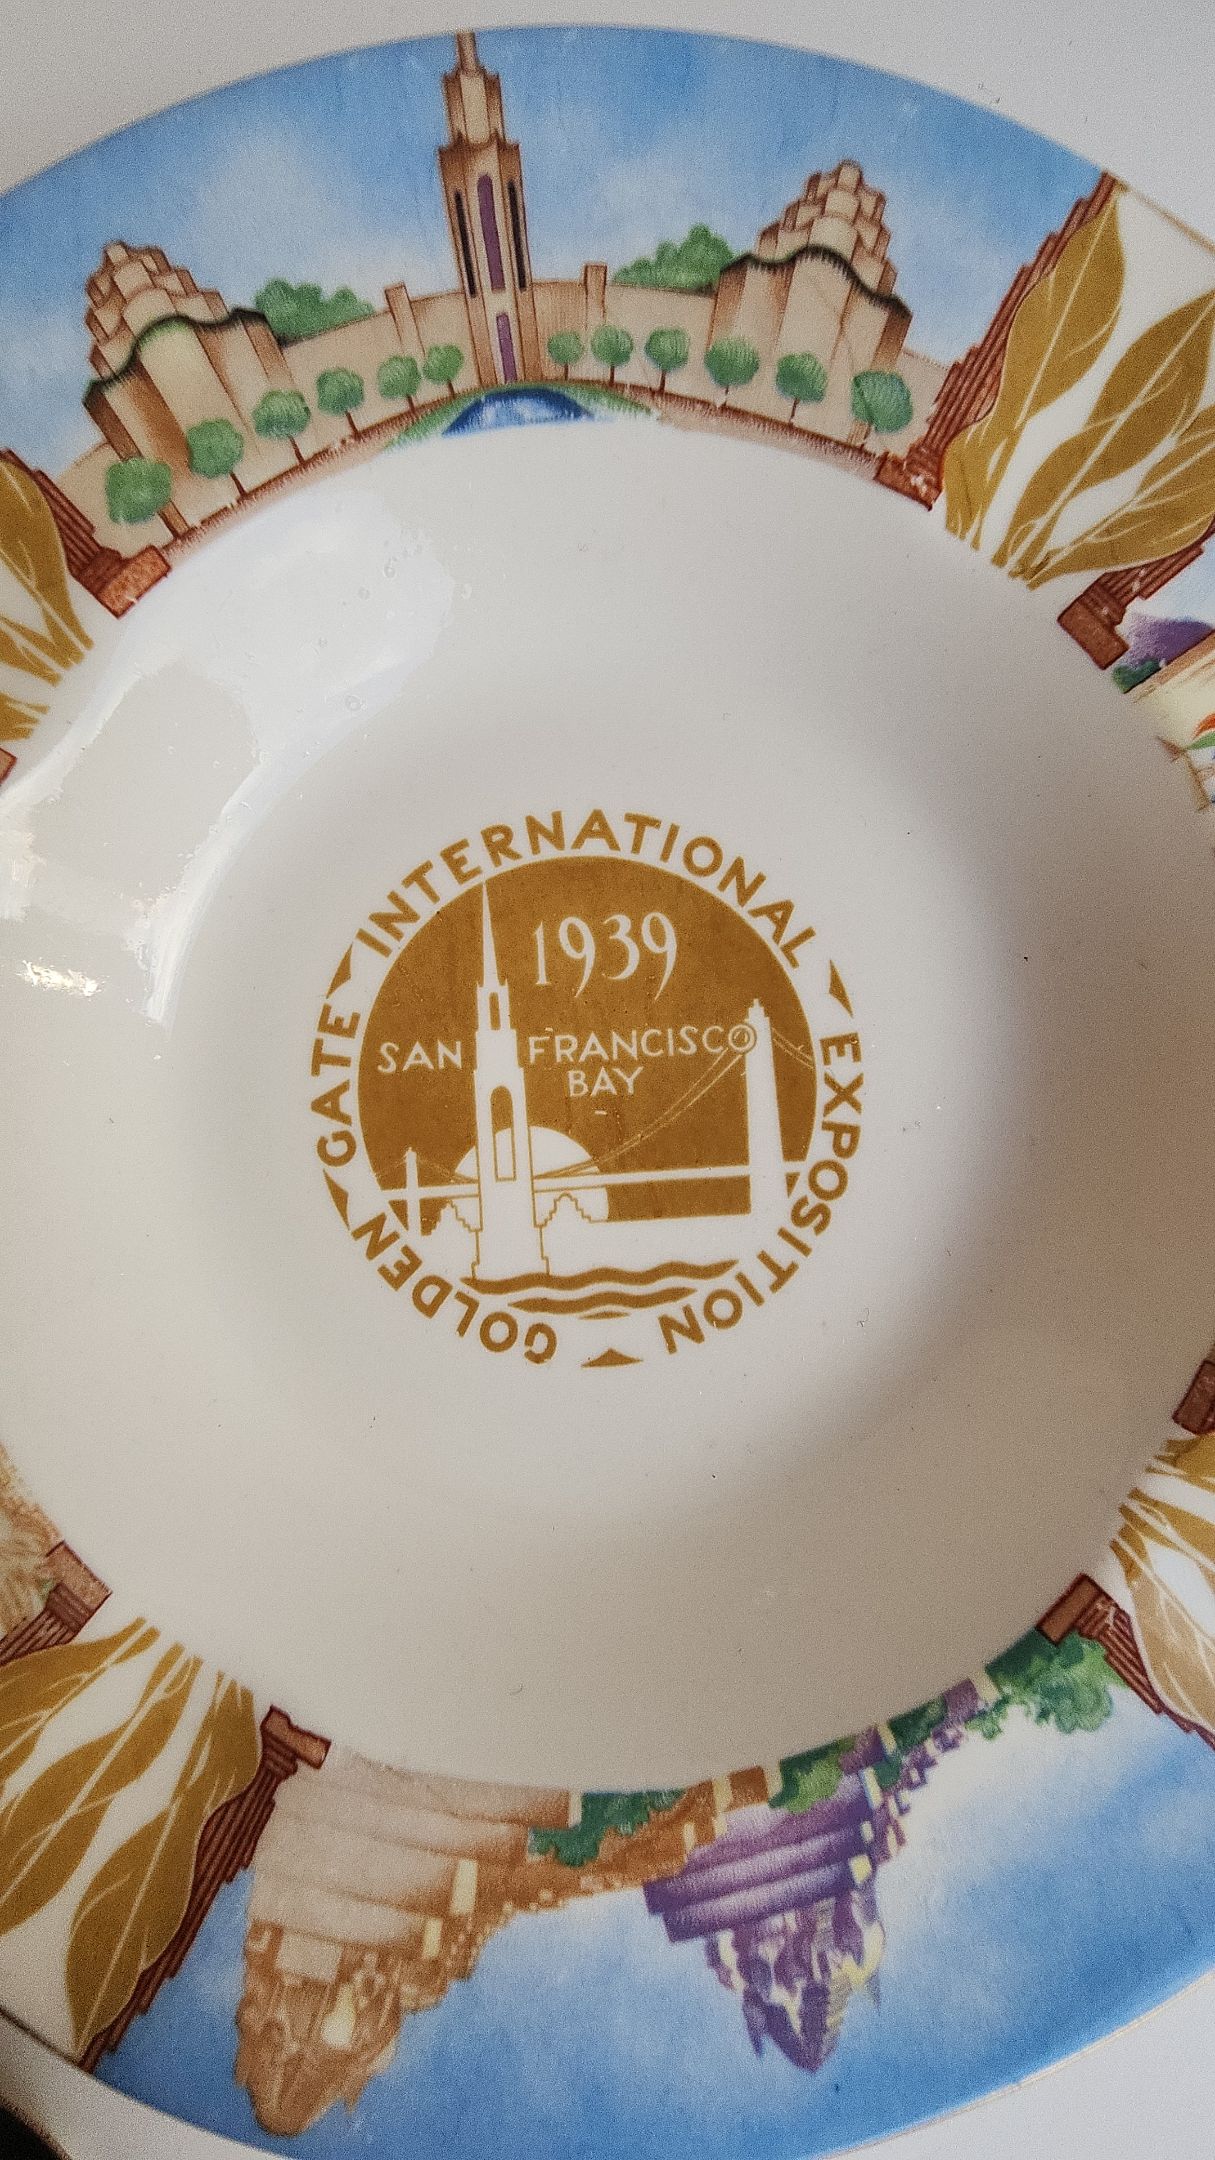 GOLDEN GATE INTERNATIONAL EXPOSITION
1939
SAN FRANCISCO
BAY